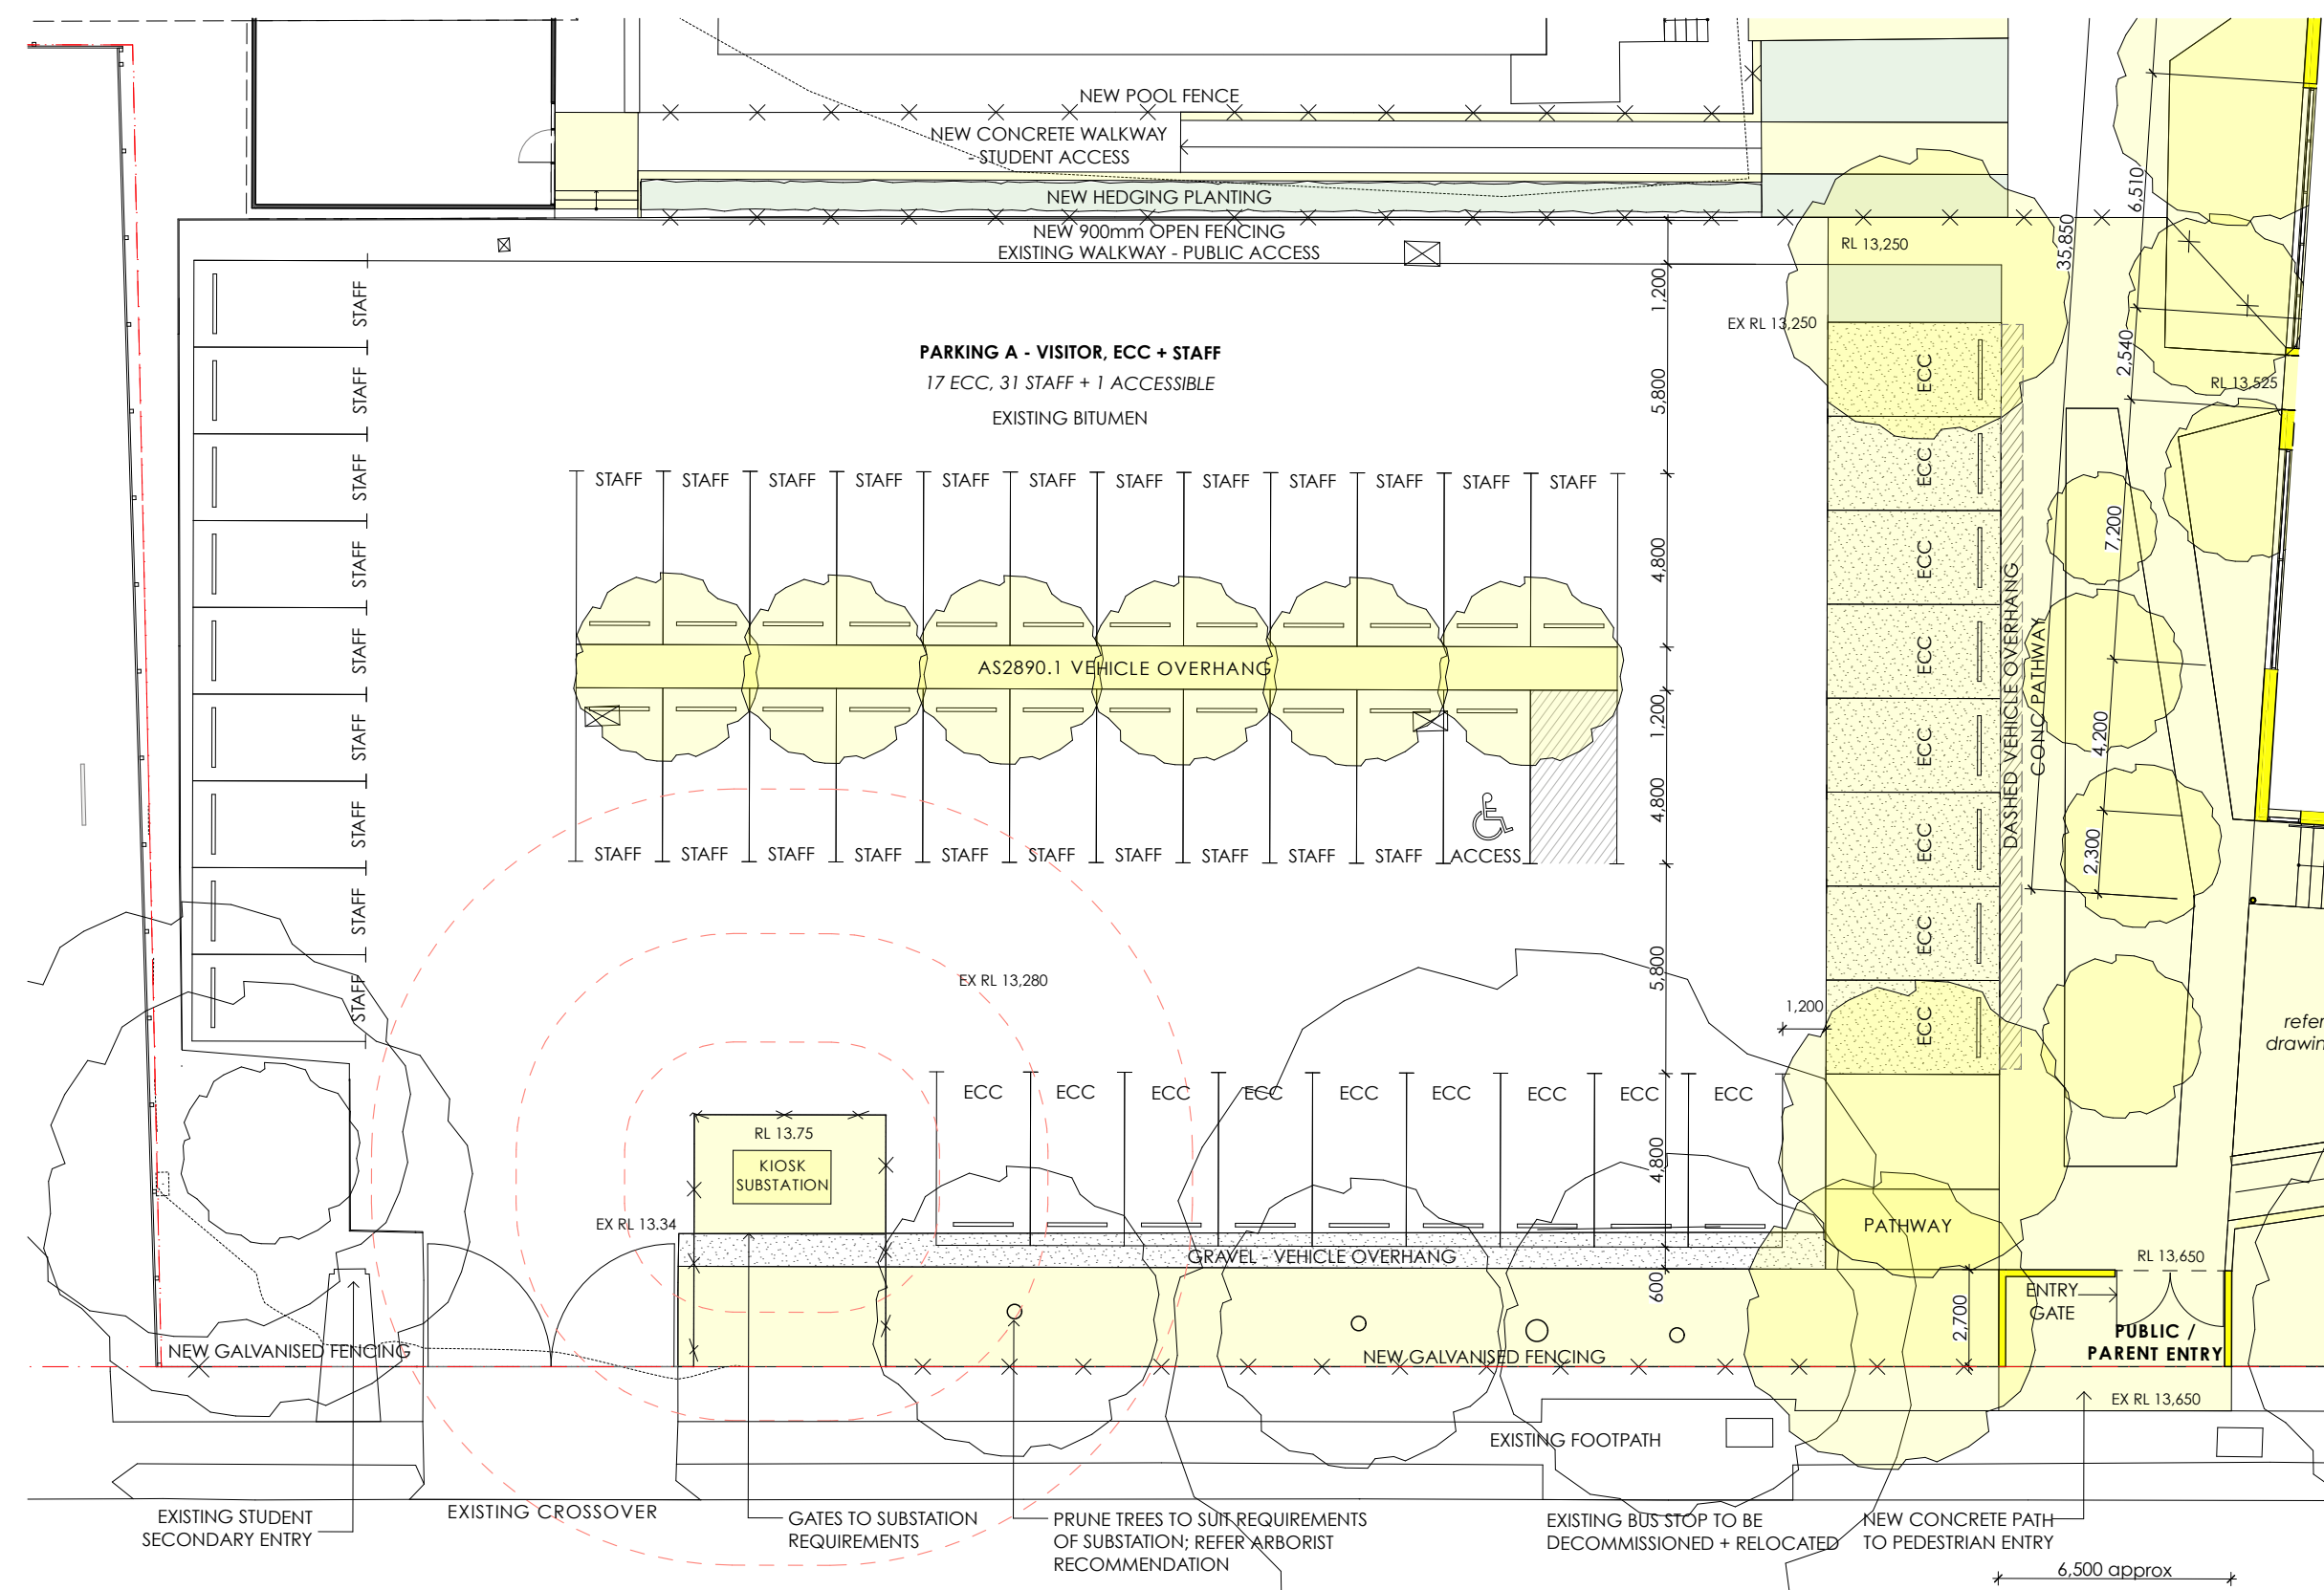 NEW POOL FENCE
NEW CONCRETE WALKWAY
- STUDENT ACCESS
NEW HEDGING PLANTING
NEW 900mm OPEN FENCING
EXISTING WALKWAY - PUBLIC ACCESS
RL 13,250
EX RL 13,250
35,850
6,510
2,540
RL 13,525
7,200
4,200
2,300
PARKING A - VISITOR, ECC + STAFF
17 ECC, 31 STAFF + 1 ACCESSIBLE
EXISTING BITUMEN
STAFF
STAFF
STAFF
STAFF
STAFF
STAFF
STAFF
STAFF
STAFF
STAFF STAFF STAFF STAFF STAFF STAFF STAFF STAFF STAFF STAFF STAFF STAFF
AS2890.1 VEHICLE OVERHANG
STAFF STAFF STAFF STAFF STAFF STAFF STAFF STAFF STAFF STAFF ACCESS
1,200
5,800
4,800
1,200
4,800
5,800
4,800
600
ECC
ECC
ECC
ECC
ECC
ECC
ECC
ECC
DASHED VEHICLE OVERHANG
CONC PATHWAY
EX RL 13,280
1,200
refer
drawin
ECC ECC ECC ECC ECC ECC ECC ECC ECC
RL 13.75
KIOSK
SUBSTATION
EX RL 13.34
GRAVEL - VEHICLE OVERHANG
PATHWAY
RL 13,650
ENTRY
GATE
2,700
PUBLIC /
PARENT ENTRY
NEW GALVANISED FENCING
NEW GALVANISED FENCING
EX RL 13,650
EXISTING FOOTPATH
EXISTING STUDENT
SECONDARY ENTRY
EXISTING CROSSOVER
GATES TO SUBSTATION
REQUIREMENTS
PRUNE TREES TO SUIT REQUIREMENTS
OF SUBSTATION; REFER ARBORIST
RECOMMENDATION
EXISTING BUS STOP TO BE
DECOMMISSIONED + RELOCATED
NEW CONCRETE PATH
TO PEDESTRIAN ENTRY
6,500 approx